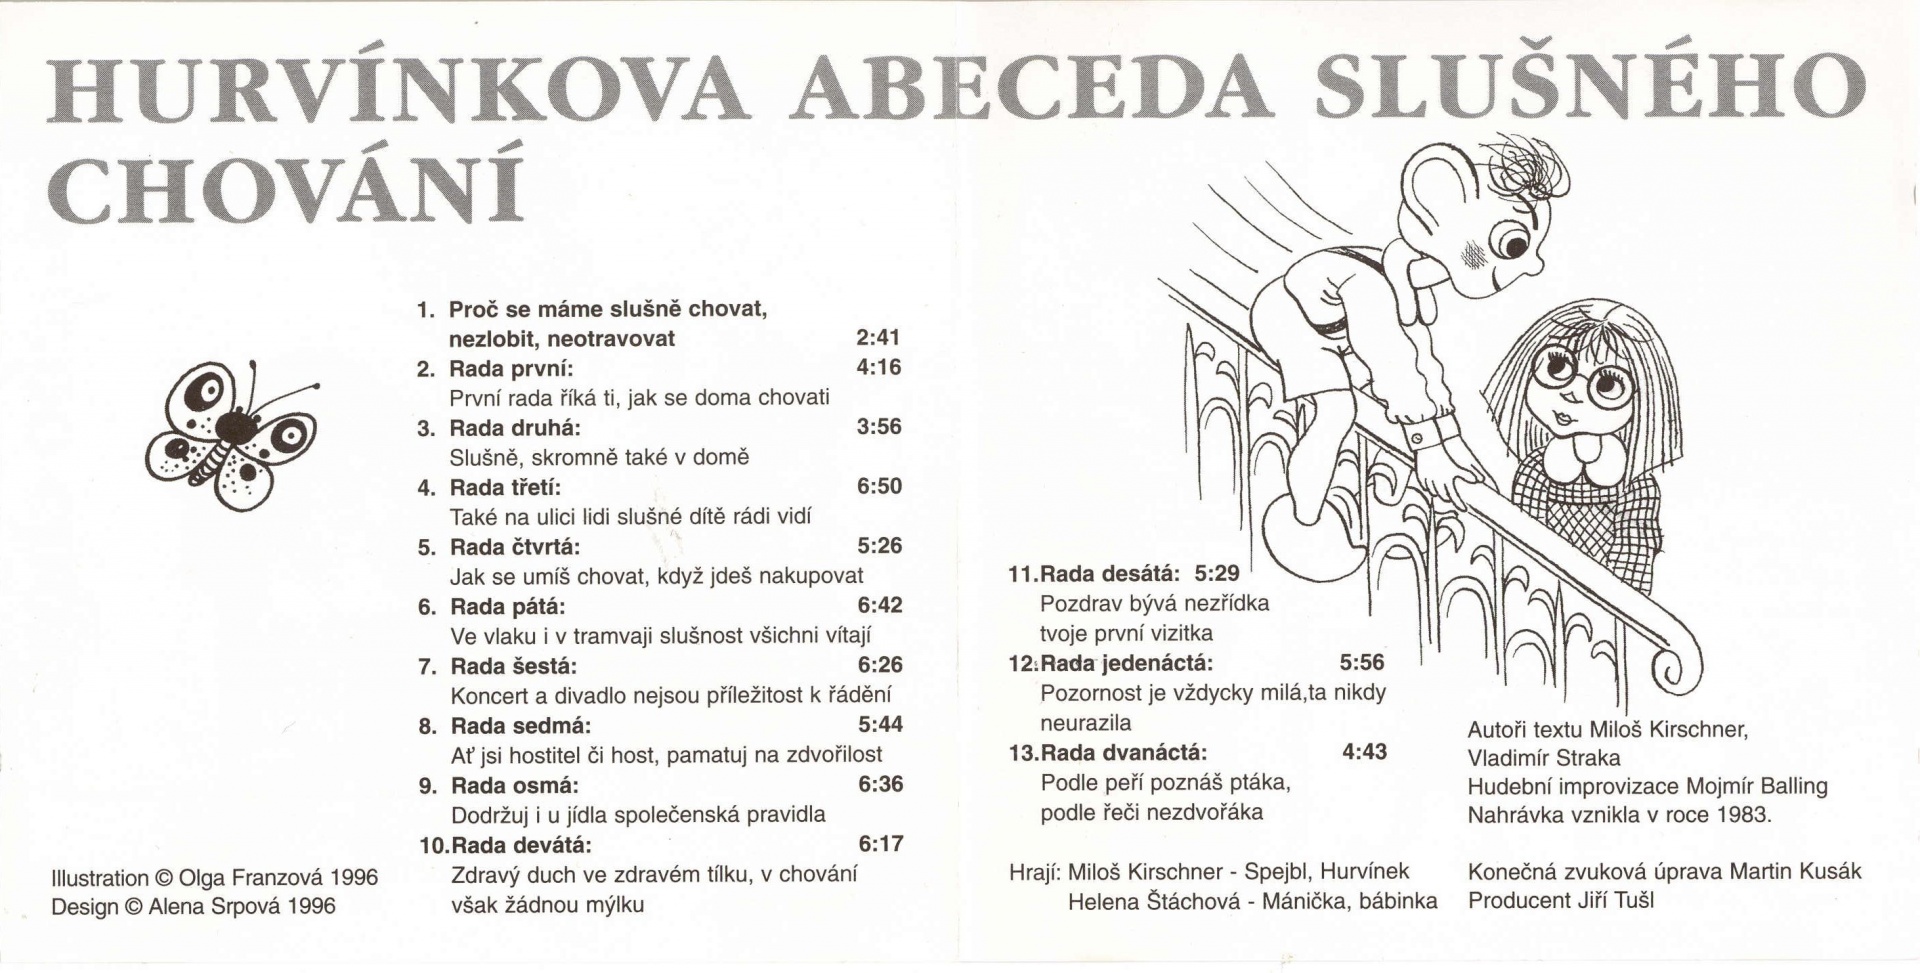 HURVÍNKOVA ABECEDA SLUŠNÉHO
CHOVÁNÍ
1. Proč se máme slušně chovat,
nezlobit, neotravovat 2:41
2. Rada první: 4:16
První rada říká ti, jak se doma chovati
3. Rada druhá: 3:56
Slušně, skromně také v domě
4. Rada třetí: 6:50
Také na ulici lidi slušné dítě rádi vidí
5. Rada čtvrtá: 5:26
Jak se umíš chovat, když jdeš nakupovat
6. Rada pátá: 6:42
Ve vlaku i v tramvaji slušnost všichni vítají
7. Rada šestá: 6:26
Koncert a divadlo nejsou příležitost k řádění
8. Rada sedmá: 5:44
Ať jsi hostitel či host, pamatuj na zdvořilost
9. Rada osmá: 6:36
Dodržuj i u jídla společenská pravidla
10.Rada devátá: 6:17
Zdravý duch ve zdravém tílku, v chování
však žádnou mýlku
Illustration © Olga Franzová 1996
Design © Alena Srpová 1996
11.Rada desátá: 5:29
Pozdrav bývá nezřídka
tvoje první vizitka
12.Rada jedenáctá: 5:56
Pozornost je vždycky milá,ta nikdy
neurazila
13.Rada dvanáctá: 4:43
Podle peří poznáš ptáka,
podle řeči nezdvořáka
Hrají: Miloš Kirschner - Spejbl, Hurvínek
Helena Štáchová - Mánička, bábinka
Autoři textu Miloš Kirschner,
Vladimír Straka
Hudební improvizace Mojmír Balling
Nahrávka vznikla v roce 1983.
Konečná zvuková úprava Martin Kusák
Producent Jiří Tušl